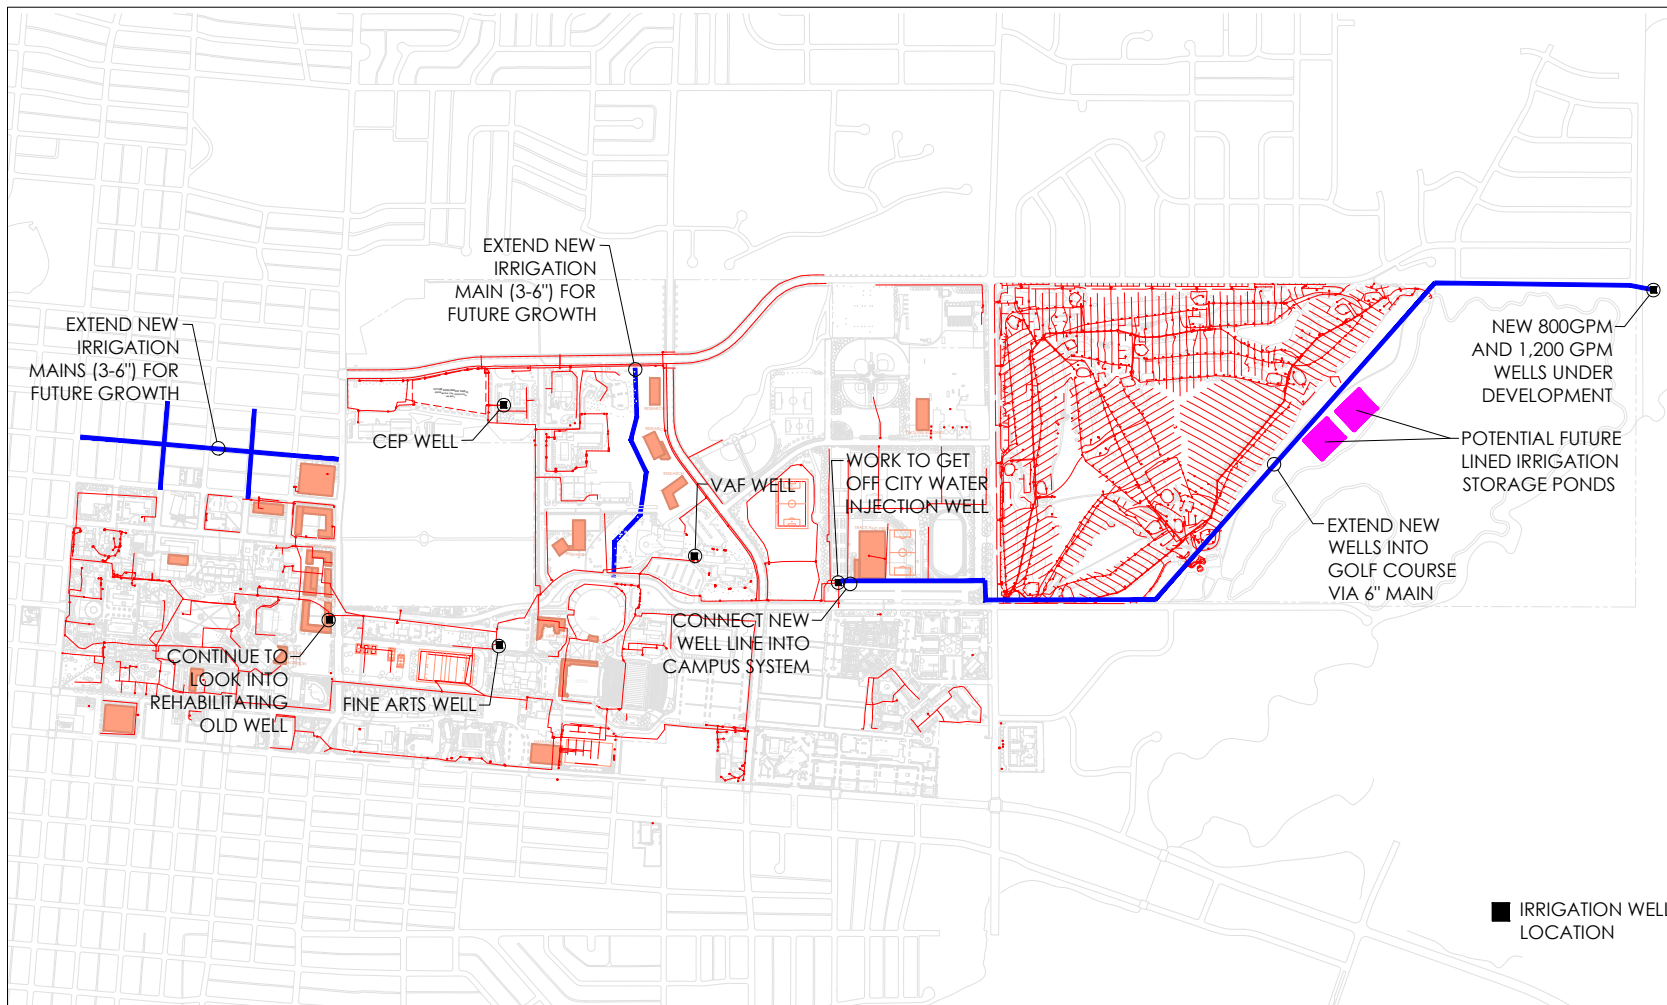 EXTEND NEW
IRRIGATION
MAIN (3-6") FOR
FUTURE GROWTH
EXTEND NEW
IRRIGATION
MAINS (3-6") FOR
FUTURE GROWTH
NEW 800GPM
AND 1,200 GPM
WELLS UNDER
DEVELOPMENT
CEP WELL
POTENTIAL FUTURE
LINED IRRIGATION
STORAGE PONDS
VAF WELL
WORK TO GET
OFF CITY WATER
INJECTION WELL
EXTEND NEW
WELLS INTO
GOLF COURSE
VIA 6" MAIN
CONNECT NEW
WELL LINE INTO
CAMPUS SYSTEM
CONTINUE TO
LOOK INTO
REHABILITATING
OLD WELL
FINE ARTS WELL
IRRIGATION WELL
LOCATION